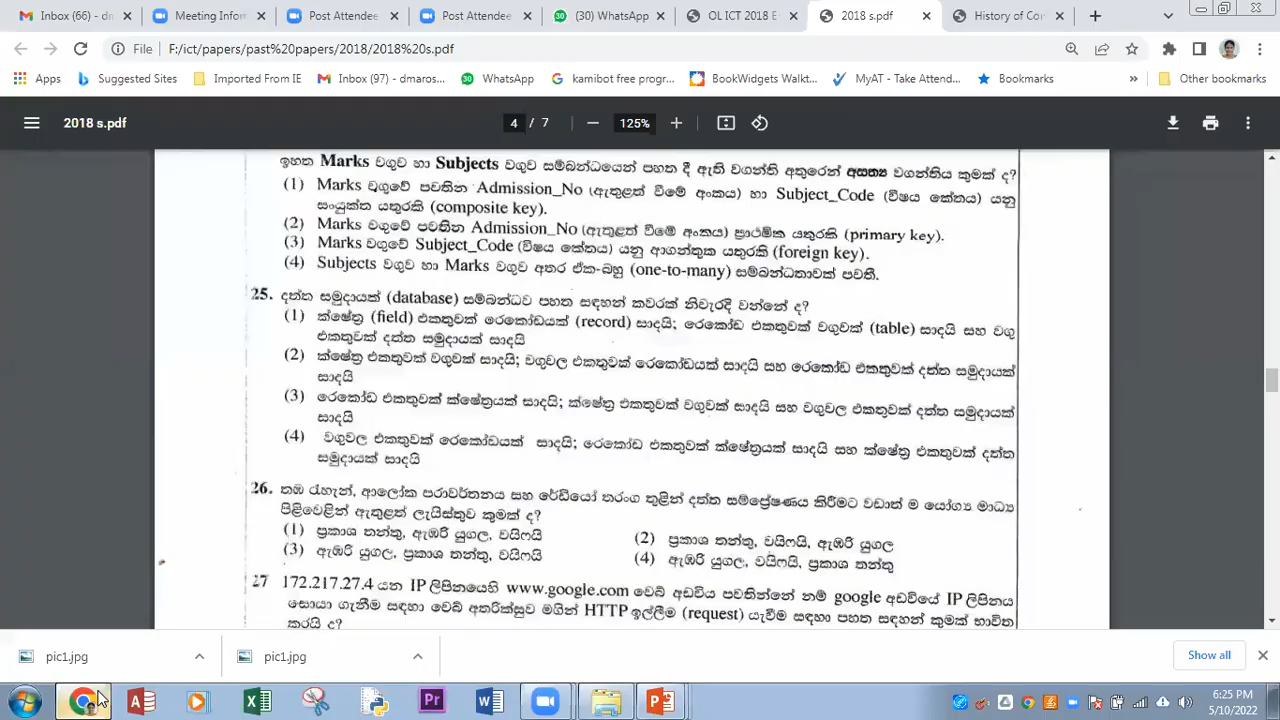 Inbox (66) - dm
Meeting Infor
Post Attendee
Post Attendee
(30) WhatsApp
OL ICT 2018 E
2018 s.pdf
History of Cor
File
F:/ict/papers/past%20papers/2018/2018%20s.pdf
Apps
Suggested Sites
Imported From IE
Inbox (97) - dmaros...
WhatsApp
kamibot free progr...
BookWidgets Walkt...
MyAT - Take Attend...
Bookmarks
»
Other bookmarks
2018 s.pdf
4 / 7
125%
ඉහත Marks වගුව හා Subjects වගුව සම්බන්ධයෙන් පහත දී ඇති වගන්ති අතුරෙන් අසත්‍ය වගන්තිය කුමක් ද?
(1) Marks වගුවේ පවතින Admission_No (ඇතුළත් වීමේ අංකය) හා Subject_Code (විෂය කේතය) යනු
සංයුක්ත යතුරකි (composite key).
(2) Marks වගුවේ පවතින Admission_No (ඇතුළත් වීමේ අංකය) ප්‍රාථමික යතුරකි (primary key).
(3) Marks වගුවේ Subject_Code (විෂය කේතය) යනු ආගන්තුක යතුරකි (foreign key).
(4) Subjects වගුව හා Marks වගුව අතර ඒක-බහු (one-to-many) සම්බන්ධතාවක් පවතී.
25. දත්ත සමුදායක් (database) සම්බන්ධව පහත සඳහන් කවරක් නිවැරදි වන්නේ ද?
(1) ක්ෂේත්‍ර (field) එකතුවක් රෙකෝඩයක් (record) සාදයි; රෙකෝඩ එකතුවක් වගුවක් (table) සාදයි සහ වගු
එකතුවක් දත්ත සමුදායක් සාදයි
(2) ක්ෂේත්‍ර එකතුවක් වගුවක් සාදයි; වගුවල එකතුවක් රෙකෝඩයක් සාදයි සහ රෙකෝඩ එකතුවක් දත්ත සමුදායක්
සාදයි
(3) රෙකෝඩ එකතුවක් ක්ෂේත්‍රයක් සාදයි; ක්ෂේත්‍ර එකතුවක් වගුවක් සාදයි සහ වගුවල එකතුවක් දත්ත සමුදායක්
සාදයි
(4) වගුවල එකතුවක් රෙකෝඩයක් සාදයි; රෙකෝඩ එකතුවක් ක්ෂේත්‍රයක් සාදයි සහ ක්ෂේත්‍ර එකතුවක් දත්ත
සමුදායක් සාදයි
26. තඹ රැහැන්, ආලෝක පරාවර්තනය සහ රේඩියෝ තරංග තුළින් දත්ත සම්ප්‍රේෂණය කිරීමට වඩාත් ම යෝග්‍ය මාධ්‍ය
පිළිවෙළින් ඇතුළත් ලැයිස්තුව කුමක් ද?
(1) ප්‍රකාශ තන්තු, ඇඹරි යුගල, වයිෆයි
(2) ප්‍රකාශ තන්තු, වයිෆයි, ඇඹරි යුගල
(3) ඇඹරි යුගල, ප්‍රකාශ තන්තු, වයිෆයි
(4) ඇඹරි යුගල, වයිෆයි, ප්‍රකාශ තන්තු
27 172.217.27.4 යන IP ලිපිනයෙහි www.google.com වෙබ් අඩවිය පවතින්නේ නම් google අඩවියේ IP ලිපිනය
සොයා ගැනීම සඳහා වෙබ් අතරික්සුව මගින් HTTP ඉල්ලීම (request) යැවීම සඳහා පහත සඳහන් කුමක් භාවිත
කරයි ද?
pic1.jpg
pic1.jpg
Show all
6:25 PM
5/10/2022